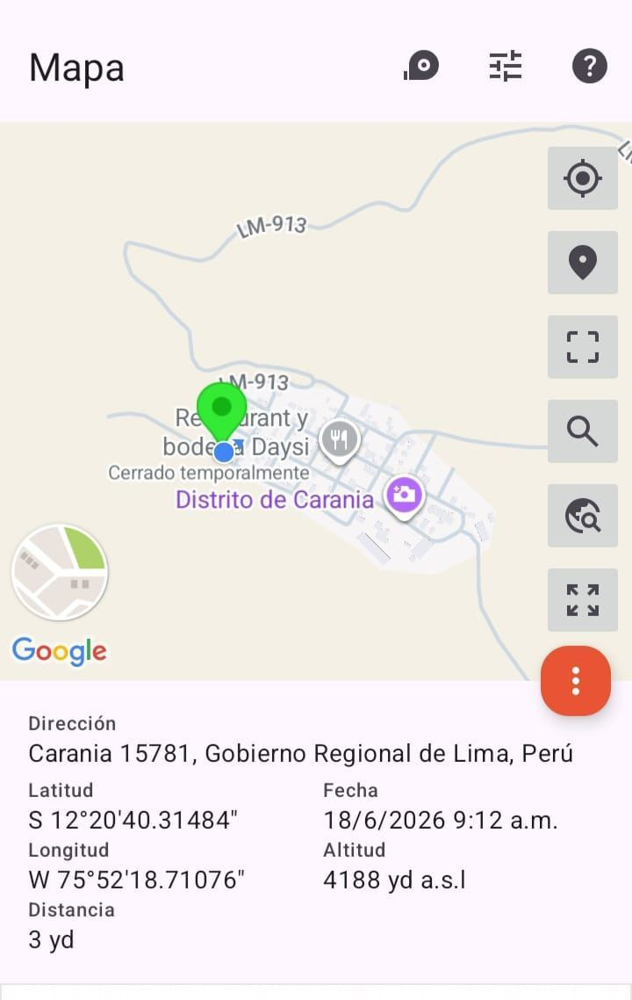 Mapa
LM-913
LM-913
Restaurant y
bodega Daysi
Cerrado temporalmente
Distrito de Carania
Google
Dirección
Carania 15781, Gobierno Regional de Lima, Perú
Latitud
S 12°20'40.31484"
Fecha
18/6/2026 9:12 a.m.
Longitud
W 75°52'18.71076"
Altitud
4188 yd a.s.l
Distancia
3 yd